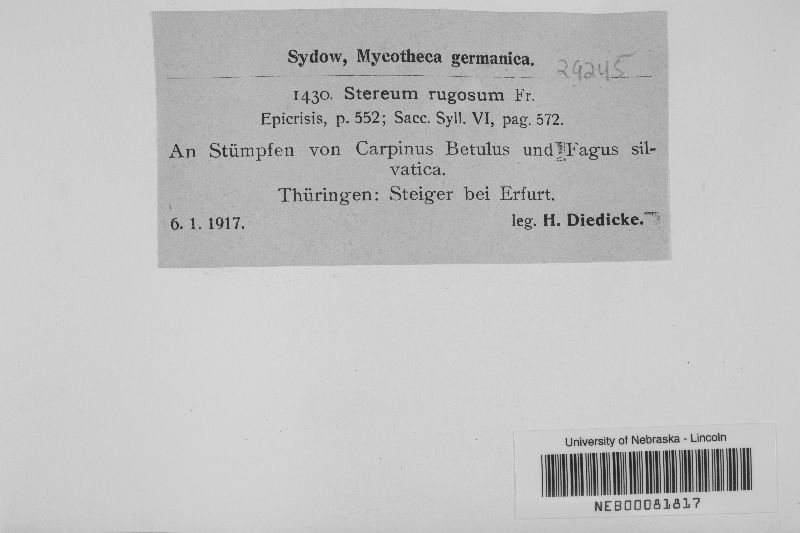 Sydow, Mycotheca germanica.
29245
1430. Stereum rugosum Fr.
Epicrisis, p. 552; Sacc. Syll. VI, pag. 572.
An Stümpfen von Carpinus Betulus und Fagus sil-
vatica.
Thüringen: Steiger bei Erfurt.
6. 1. 1917.
leg. H. Diedicke.
University of Nebraska - Lincoln
NEB00081817